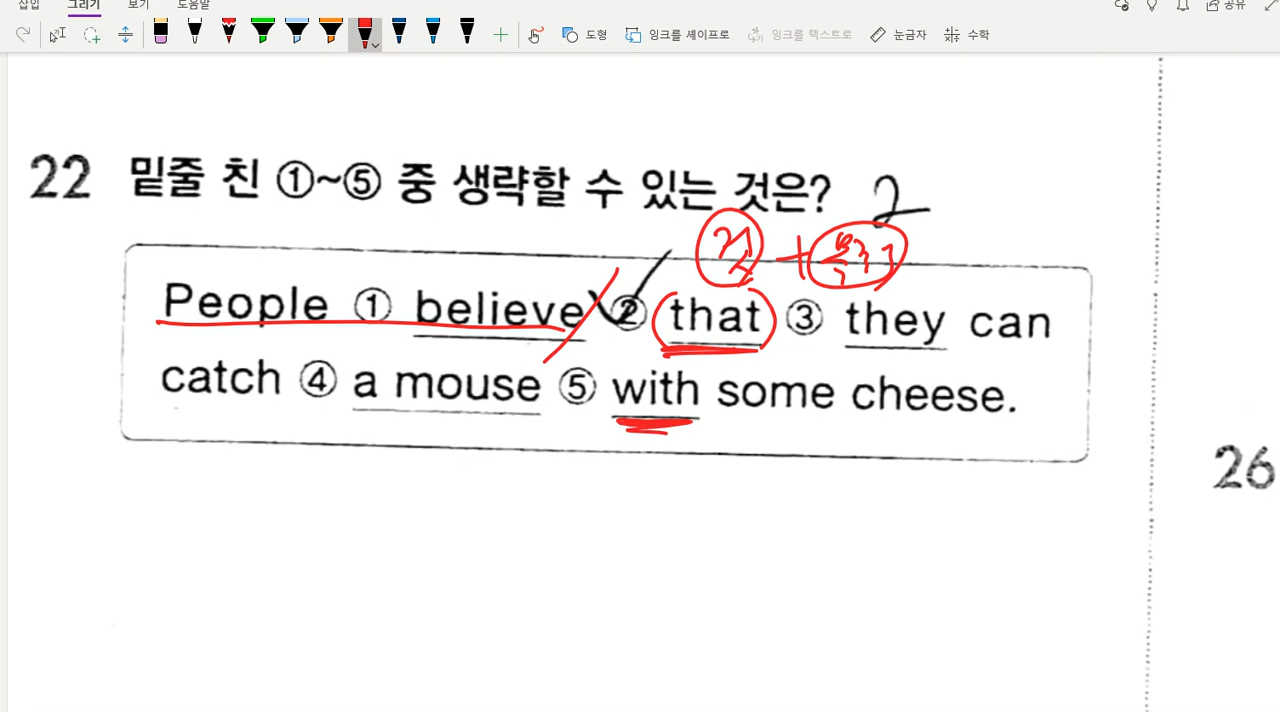 삽입 그리기 보기 도움말 공유
도형 잉크를 셰이프로 잉크를 텍스트로 눈금자 수학
22 밑줄 친 ①~⑤ 중 생략할 수 있는 것은? 2
접 +
People ① believe ② that ③ they can
catch ④ a mouse ⑤ with some cheese.
26